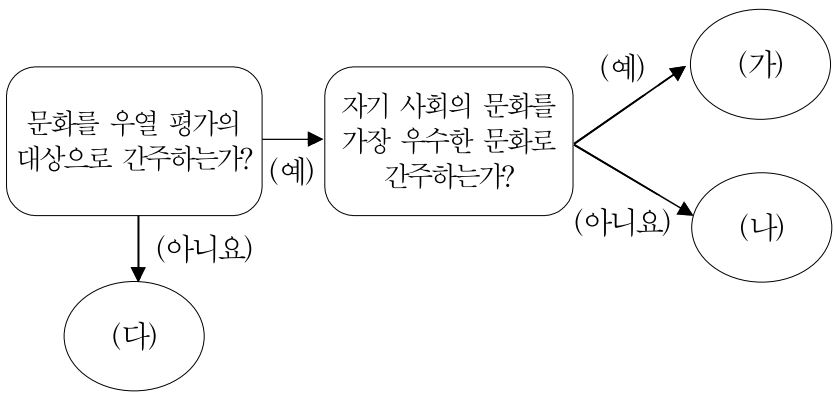 문화를 우열 평가의
대상으로 간주하는가?
(예)
자기 사회의 문화를
가장 우수한 문화로
간주하는가?
(예)
(가)
(아니요)
(나)
(아니요)
(다)